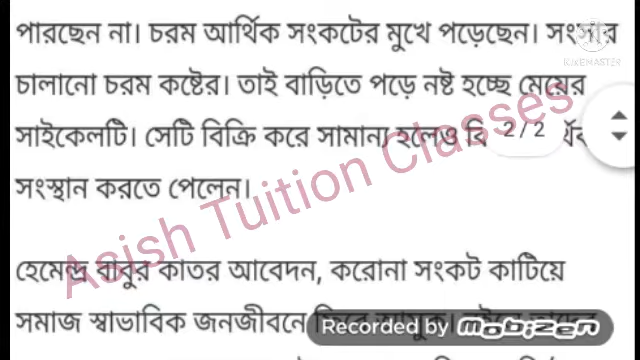 পারছেন না। চরম আর্থিক সংকটের মুখে পড়েছেন। সংসার
KINEMASTER
চালানো চরম কষ্টের। তাই বাড়িতে পড়ে নষ্ট হচ্ছে মেয়ের
সাইকেলটি। সেটি বিক্রি করে সামান্য হলেও
2/2
সংস্থান করতে পেলেন।
Asish Tuition Classes
হেমেন্দ্র বাবুর কাতর আবেদন, করোনা সংকট কাটিয়ে
সমাজ স্বাভাবিক জনজীবনে
Recorded by mobizen